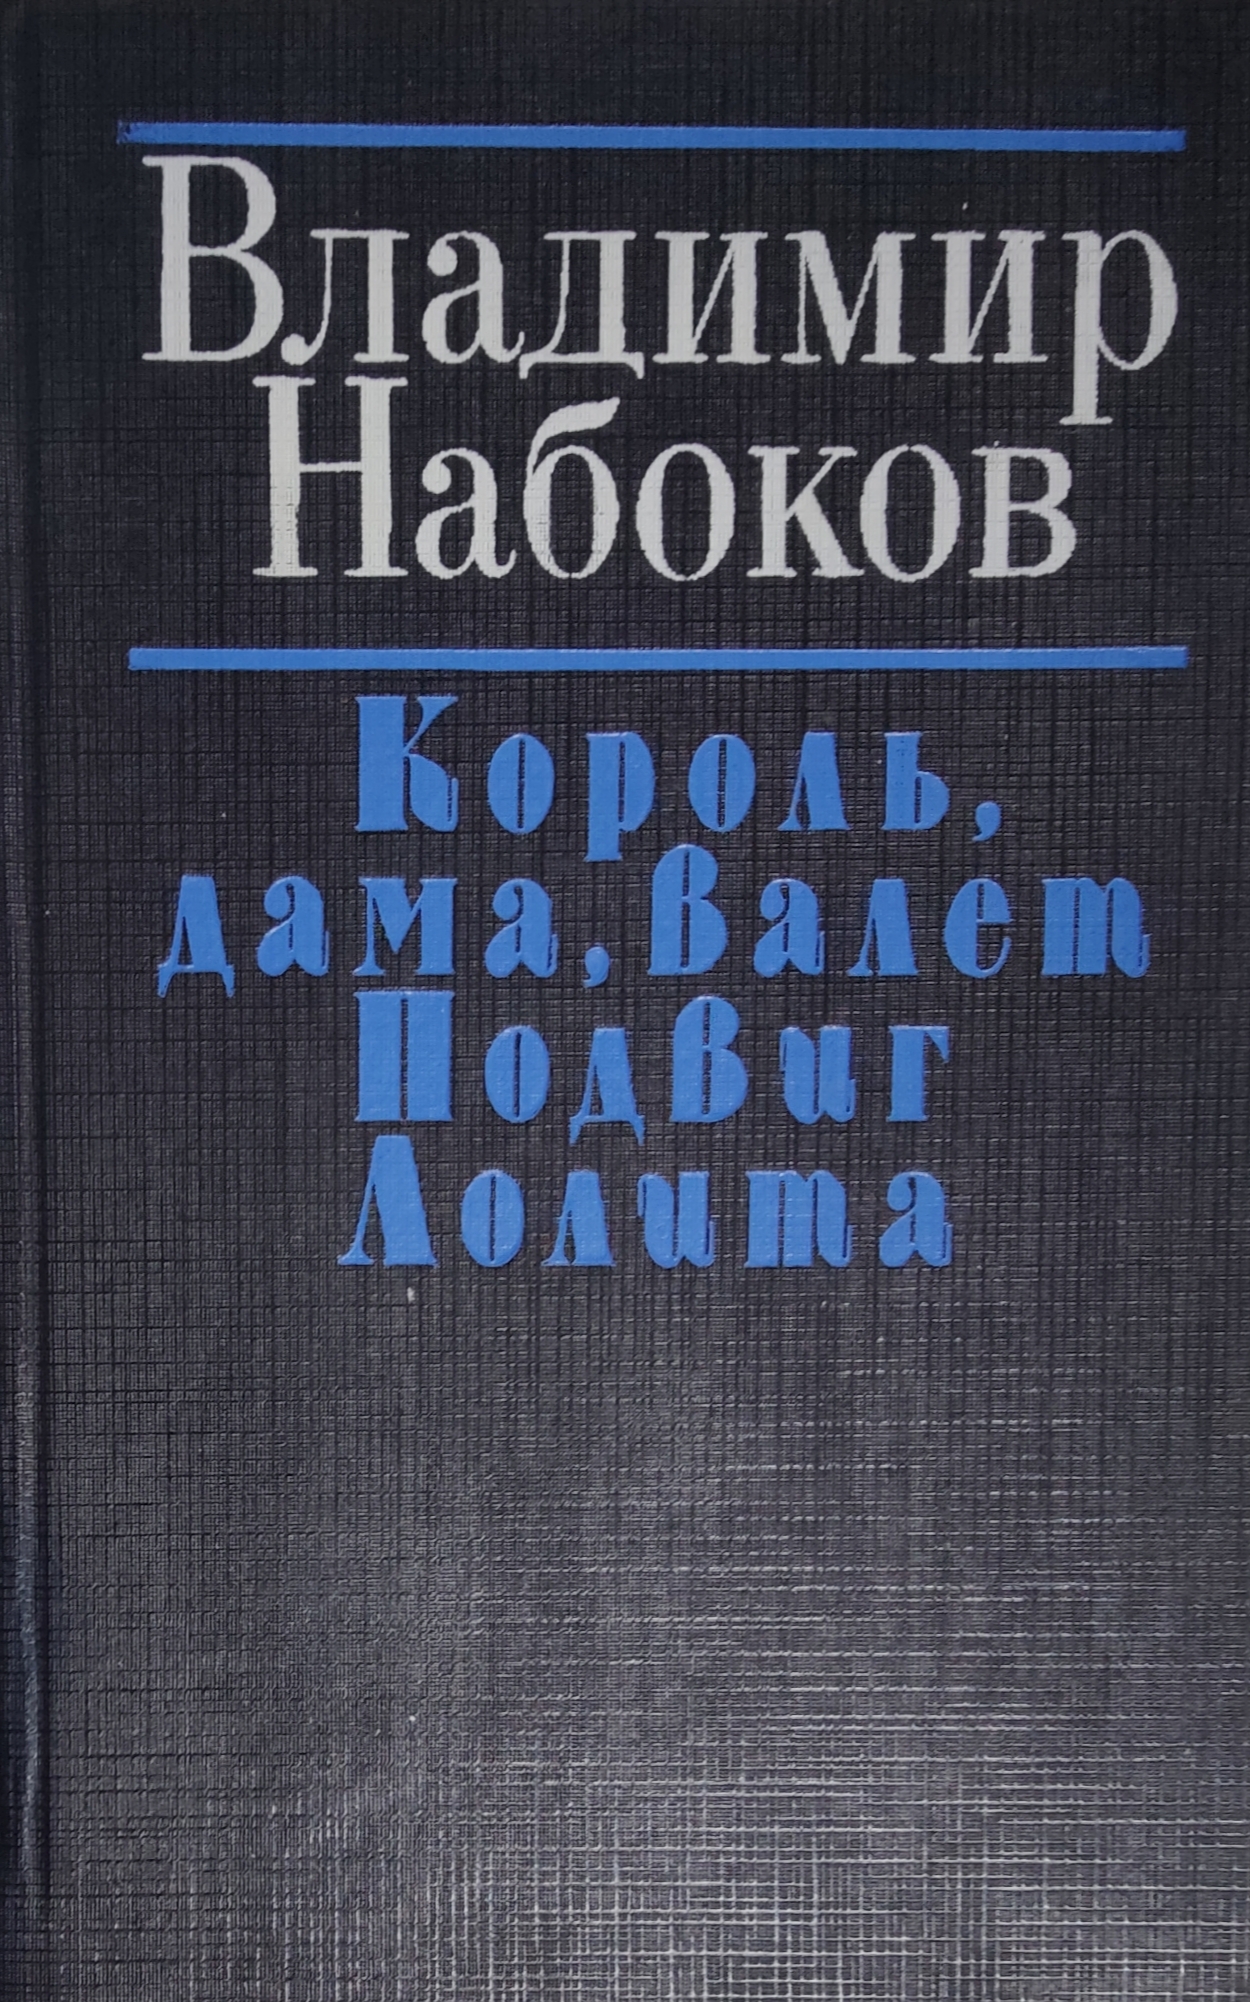 Владимир
Набоков
Король,
дама, валет
Подвиг
Лолита